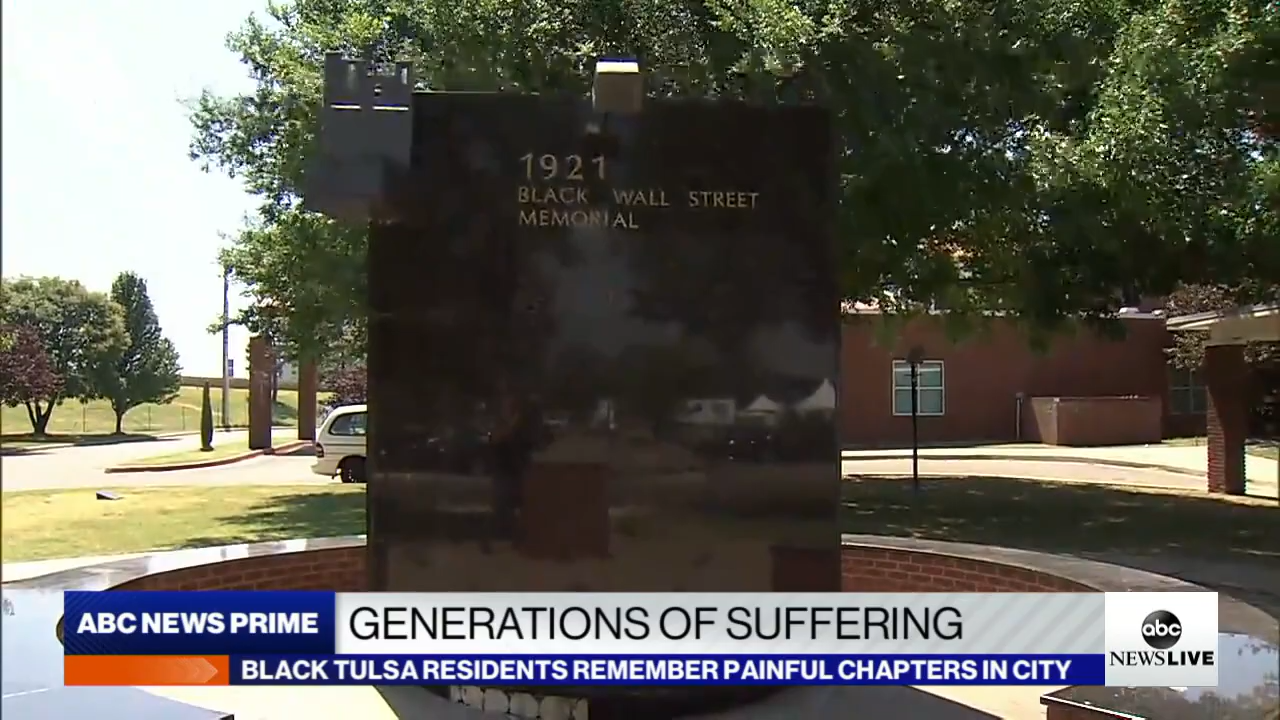 1921
BLACK WALL STREET
MEMORIAL
ABC NEWS PRIME
GENERATIONS OF SUFFERING
BLACK TULSA RESIDENTS REMEMBER PAINFUL CHAPTERS IN CITY
abc
NEWS LIVE